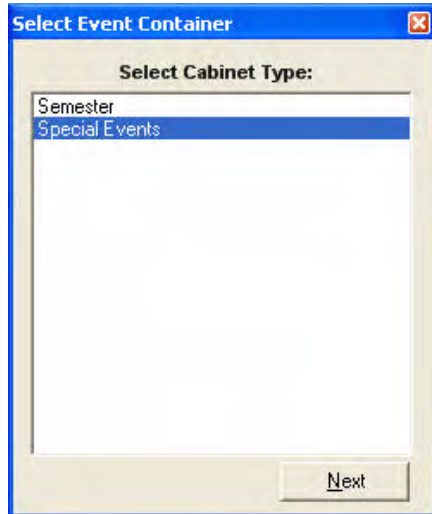 Select Event Container
Select Cabinet Type:
Semester
Special Events
Next